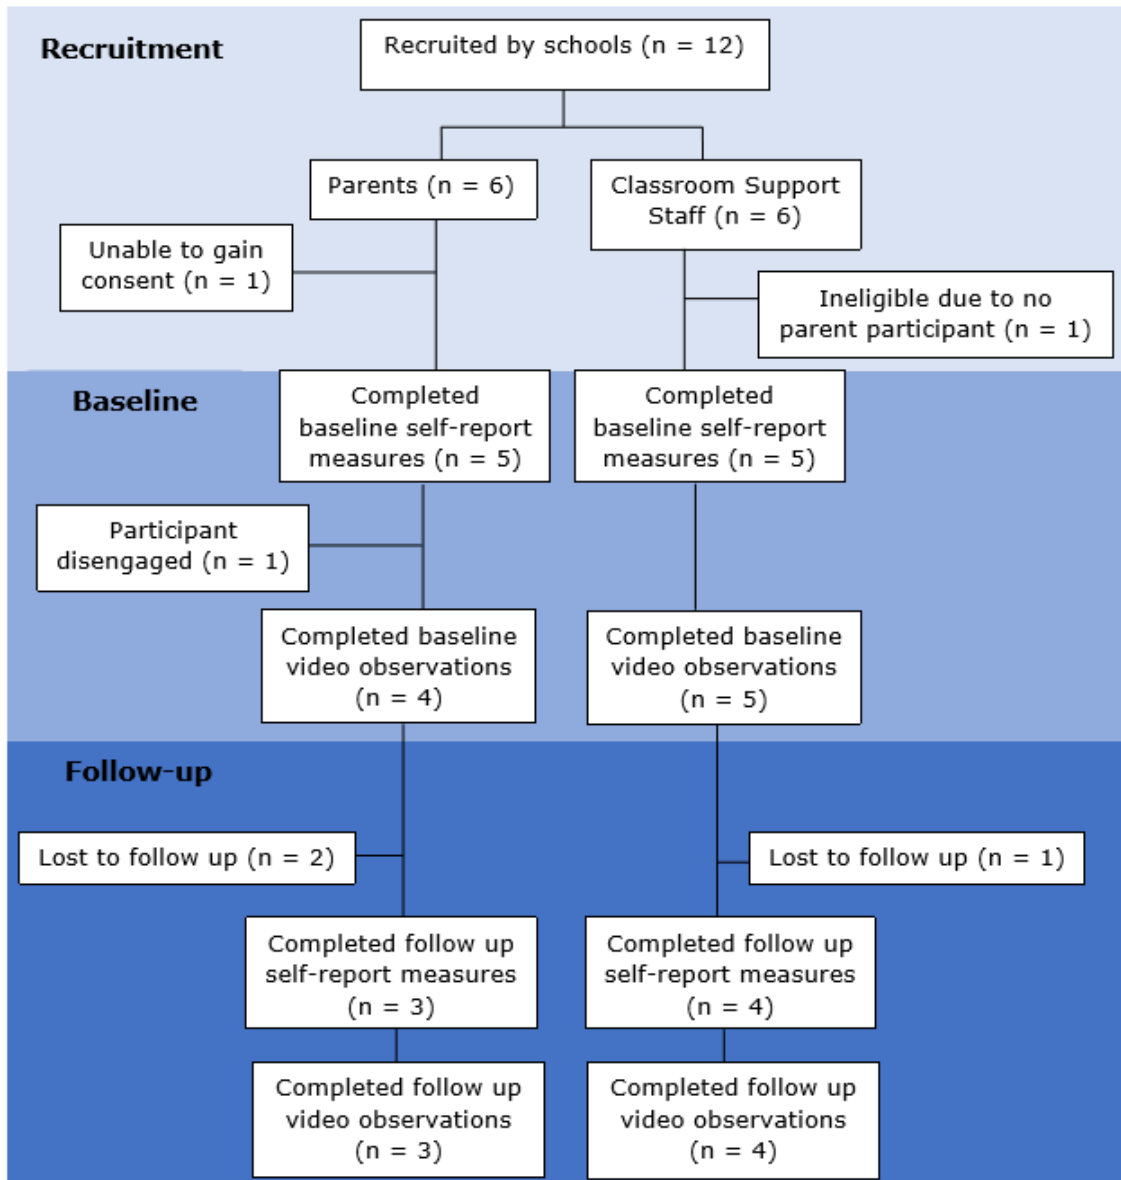 Recruitment
Recruited by schools (n = 12)
Parents (n = 6)
Classroom Support
Staff (n = 6)
Unable to gain
consent (n = 1)
Ineligible due to no
parent participant (n = 1)
Baseline
Completed
baseline self-report
measures (n = 5)
Completed
baseline self-report
measures (n = 5)
Participant
disengaged (n = 1)
Completed baseline
video observations
(n = 4)
Completed baseline
video observations
(n = 5)
Follow-up
Lost to follow up (n = 2)
Lost to follow up (n = 1)
Completed follow up
self-report measures
(n = 3)
Completed follow up
self-report measures
(n = 4)
Completed follow up
video observations
(n = 3)
Completed follow up
video observations
(n = 4)